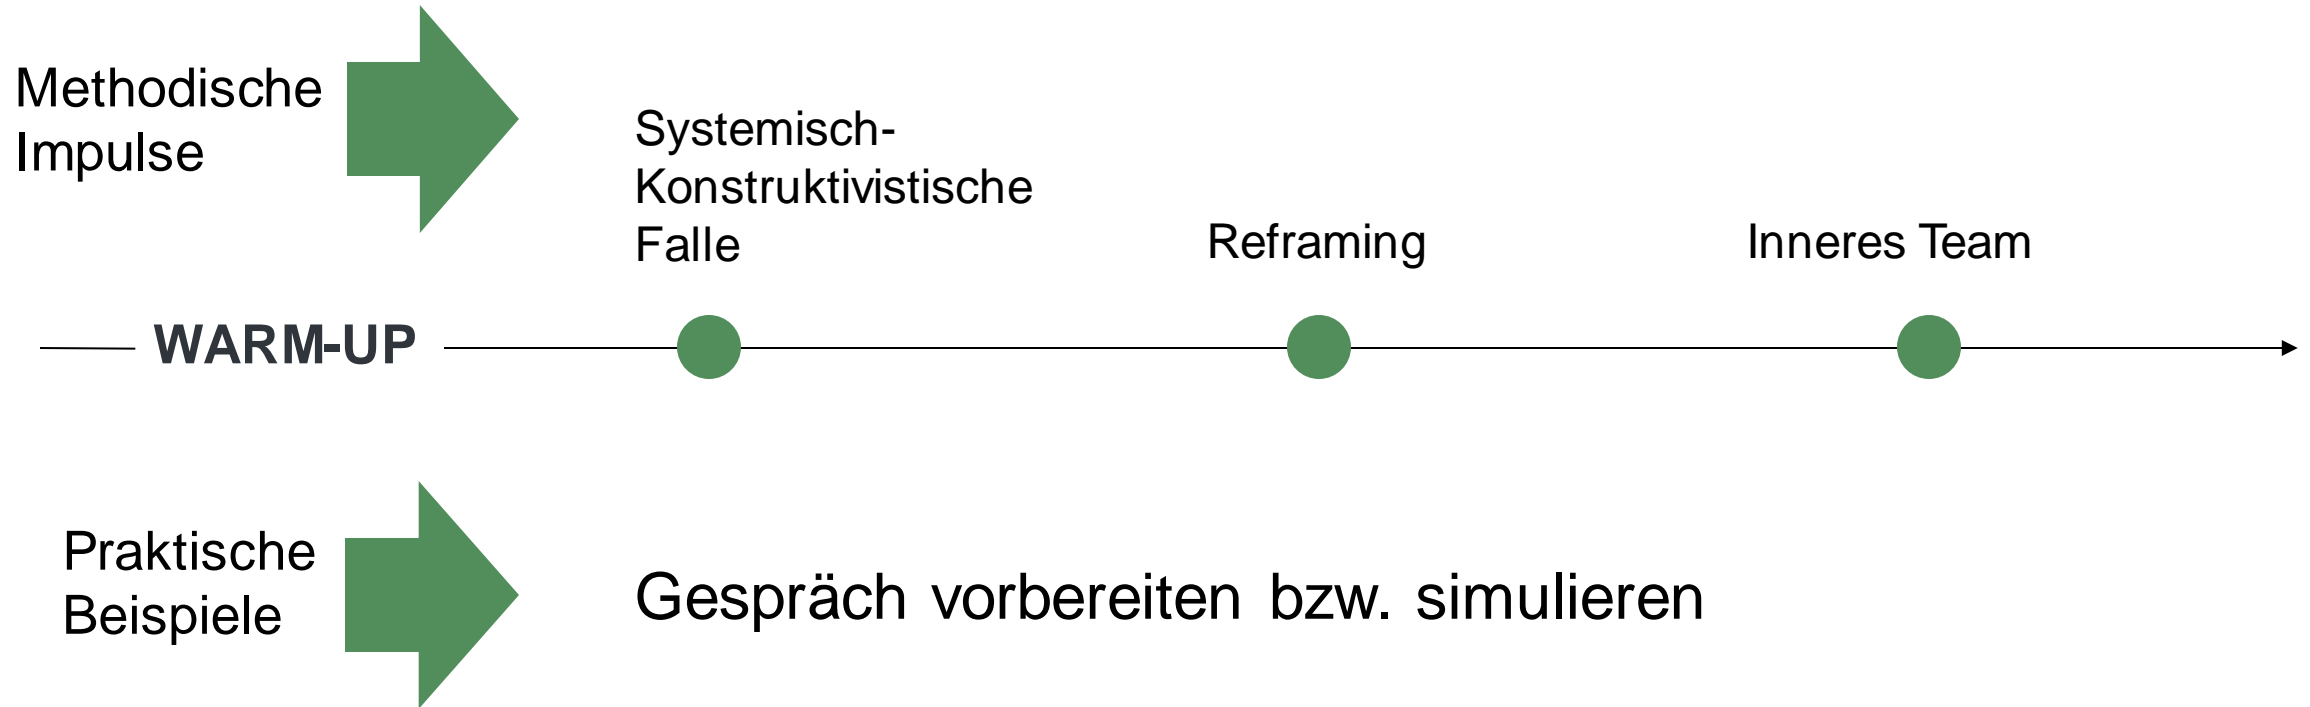 Methodische
Impulse
Systemisch-
Konstruktivistische
Falle
Reframing
Inneres Team
WARM-UP
Praktische
Beispiele
Gespräch vorbereiten bzw. simulieren